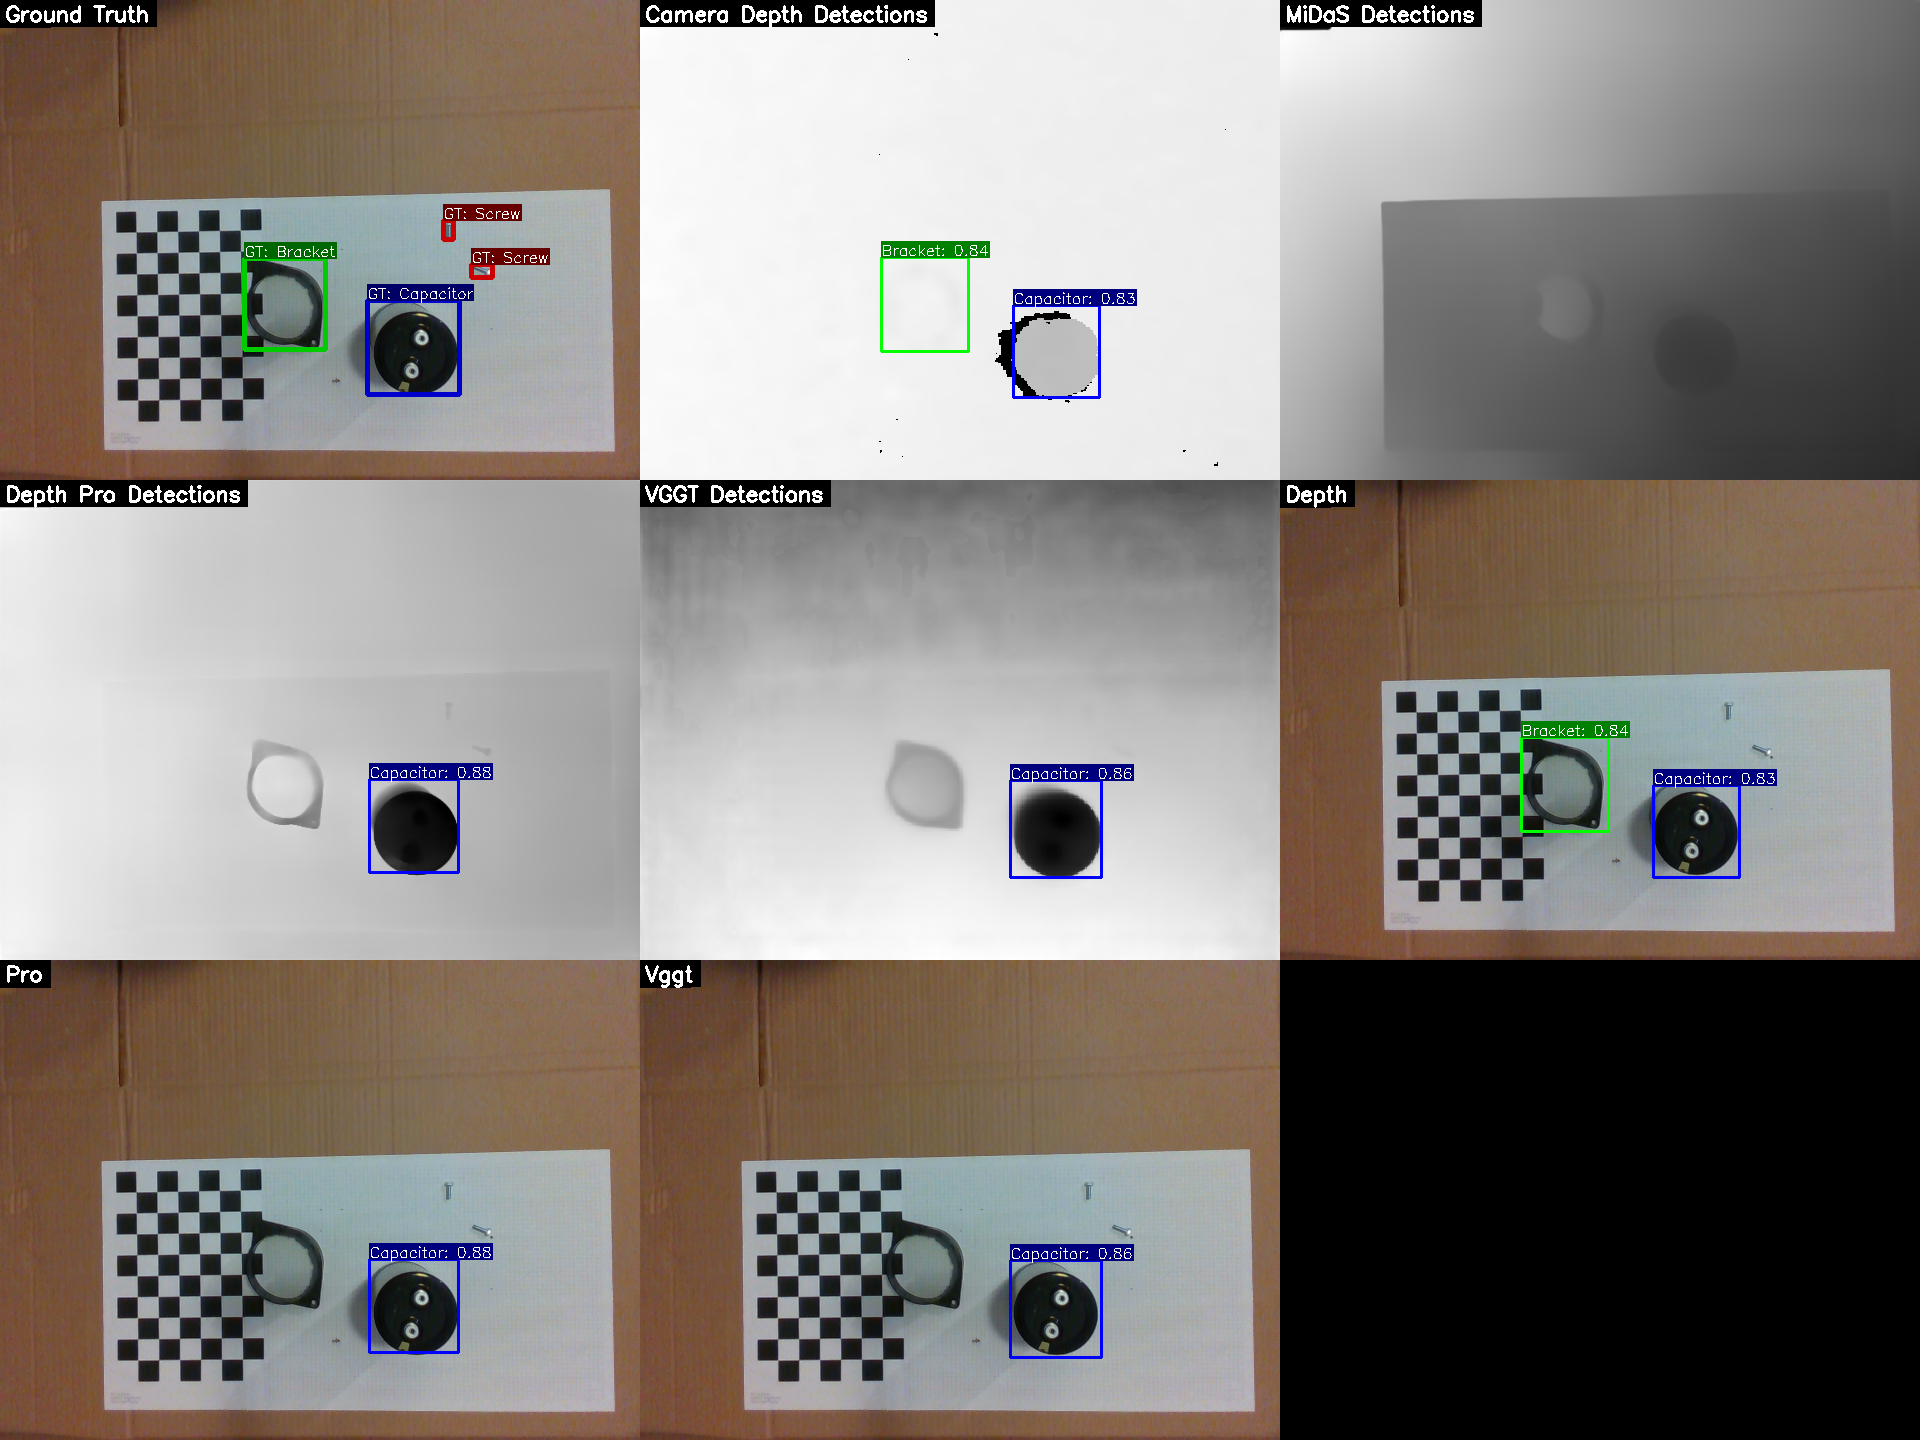 Ground Truth
GT: Screw
GT: Bracket
GT: Screw
GT: Capacitor
Camera Depth Detections
Bracket: 0.84
Capacitor: 0.83
MiDaS Detections
Depth Pro Detections
Capacitor: 0.88
VGGT Detections
Capacitor: 0.86
Depth
Bracket: 0.84
Capacitor: 0.83
Pro
Capacitor: 0.88
Vggt
Capacitor: 0.86